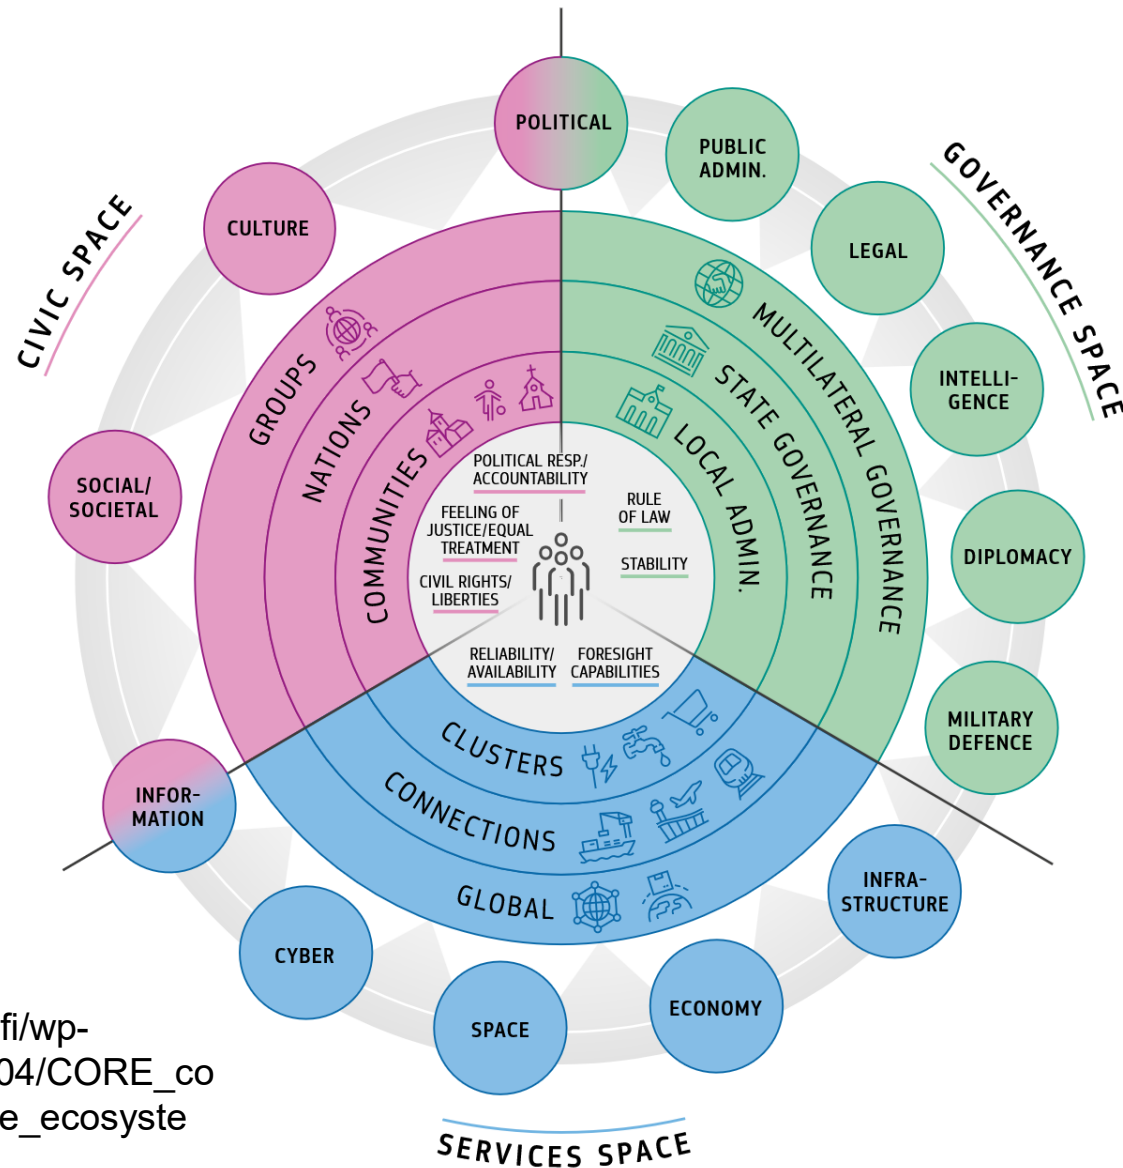 POLITICAL
PUBLIC
ADMIN.
LEGAL
INTELLI-
GENCE
DIPLOMACY
MILITARY
DEFENCE
INFRA-
STRUCTURE
ECONOMY
SPACE
CYBER
INFOR-
MATION
SOCIAL/
SOCIETAL
CULTURE
CIVIC SPACE
GOVERNANCE SPACE
SERVICES SPACE
GROUPS
NATIONS
COMMUNITIES
MULTILATERAL GOVERNANCE
STATE GOVERNANCE
LOCAL ADMIN.
POLITICAL RESP./
ACCOUNTABILITY
FEELING OF
JUSTICE/EQUAL
TREATMENT
CIVIL RIGHTS/
LIBERTIES
RULE
OF LAW
STABILITY
RELIABILITY/
AVAILABILITY
FORESIGHT
CAPABILITIES
CLUSTERS
CONNECTIONS
GLOBAL
fi/wp-
04/CORE_co
e_ecosyste